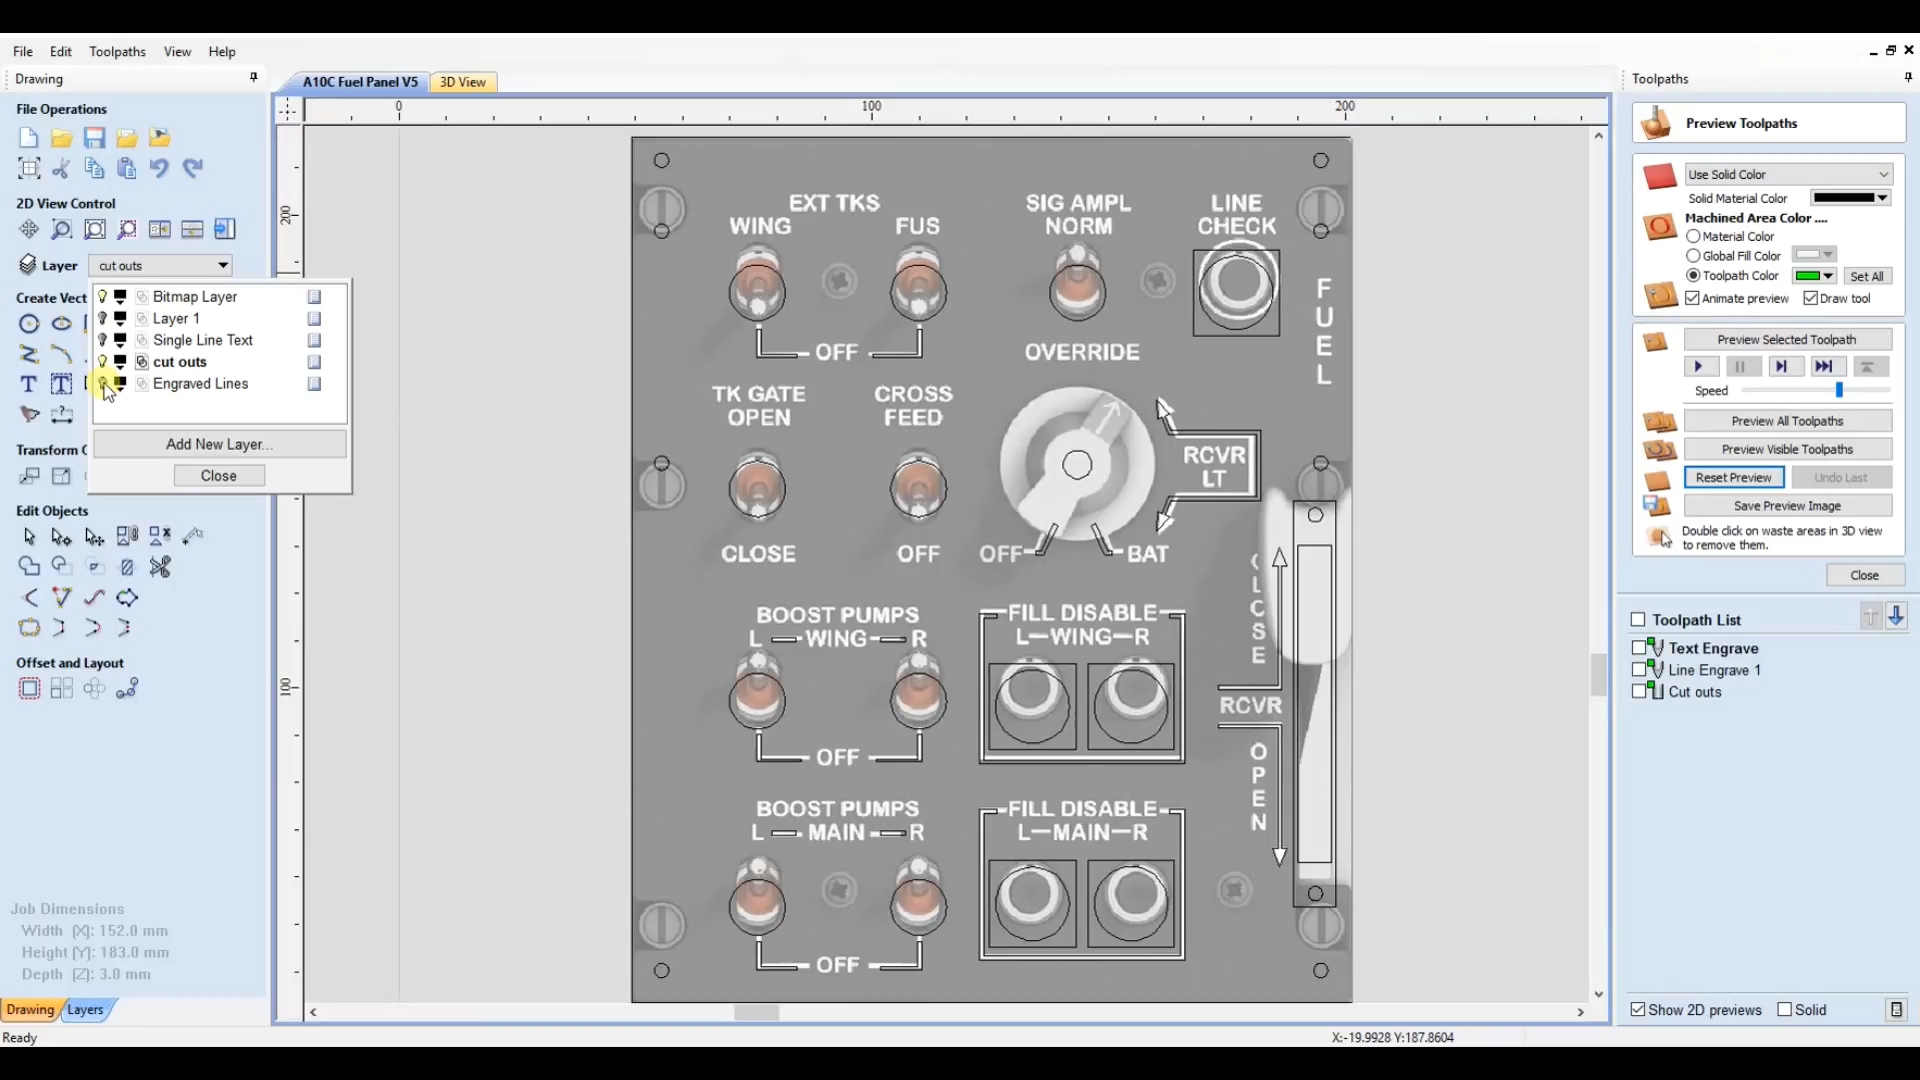 File Edit Toolpaths View Help
Drawing
File Operations
2D View Control
Layer cut outs
Create Vect
Bitmap Layer
Layer 1
Single Line Text
cut outs
Engraved Lines
Add New Layer...
Close
Transform O
Edit Objects
Offset and Layout
Job Dimensions
Width [X]: 152.0 mm
Height [Y]: 183.0 mm
Depth [Z]: 3.0 mm
Drawing Layers
Ready
A10C Fuel Panel V5 3D View
0 100 200
200
100
EXT TKS
WING FUS
OFF
SIG AMPL
NORM
OVERRIDE
LINE
CHECK
FUEL
TK GATE
OPEN
CLOSE
CROSS
FEED
OFF
RCVR
LT
OFF BAT
BOOST PUMPS
L WING R
OFF
FILL DISABLE
L WING R
RCVR
OPEN
BOOST PUMPS
L MAIN R
OFF
FILL DISABLE
L MAIN R
X:-19.9928 Y:187.8604
Toolpaths
Preview Toolpaths
Use Solid Color
Solid Material Color
Machined Area Color ....
Material Color
Global Fill Color
Toolpath Color Set All
Animate preview Draw tool
Preview Selected Toolpath
Speed
Preview All Toolpaths
Preview Visible Toolpaths
Reset Preview Undo Last
Save Preview Image
Double click on waste areas in 3D view
to remove them.
Close
Toolpath List
Text Engrave
Line Engrave 1
Cut outs
Show 2D previews Solid